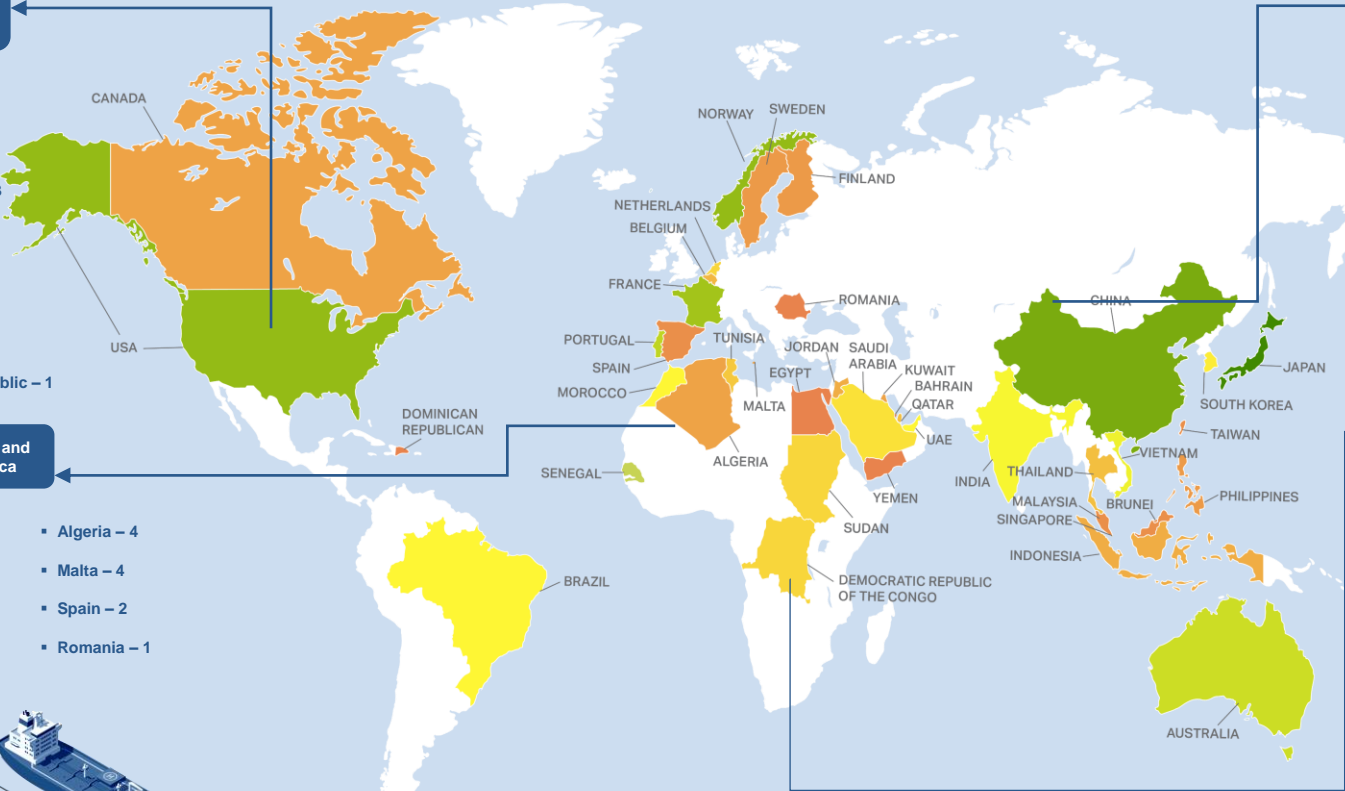 CANADA
NORWAY
SWEDEN
FINLAND
NETHERLANDS
BELGIUM
FRANCE
ROMANIA
CHINA
USA
PORTUGAL
TUNISIA
JORDAN
SAUDI
ARABIA
SPAIN
EGYPT
KUWAIT
JAPAN
blic – 1
MOROCCO
BAHRAIN
MALTA
QATAR
SOUTH KOREA
DOMINICAN
REPUBLICAN
UAE
TAIWAN
and
ca
ALGERIA
VIETNAM
SENEGAL
INDIA
THAILAND
YEMEN
MALAYSIA
BRUNEI
PHILIPPINES
SINGAPORE
SUDAN
▪ Algeria – 4
INDONESIA
▪ Malta – 4
BRAZIL
DEMOCRATIC REPUBLIC
OF THE CONGO
▪ Spain – 2
▪ Romania – 1
AUSTRALIA